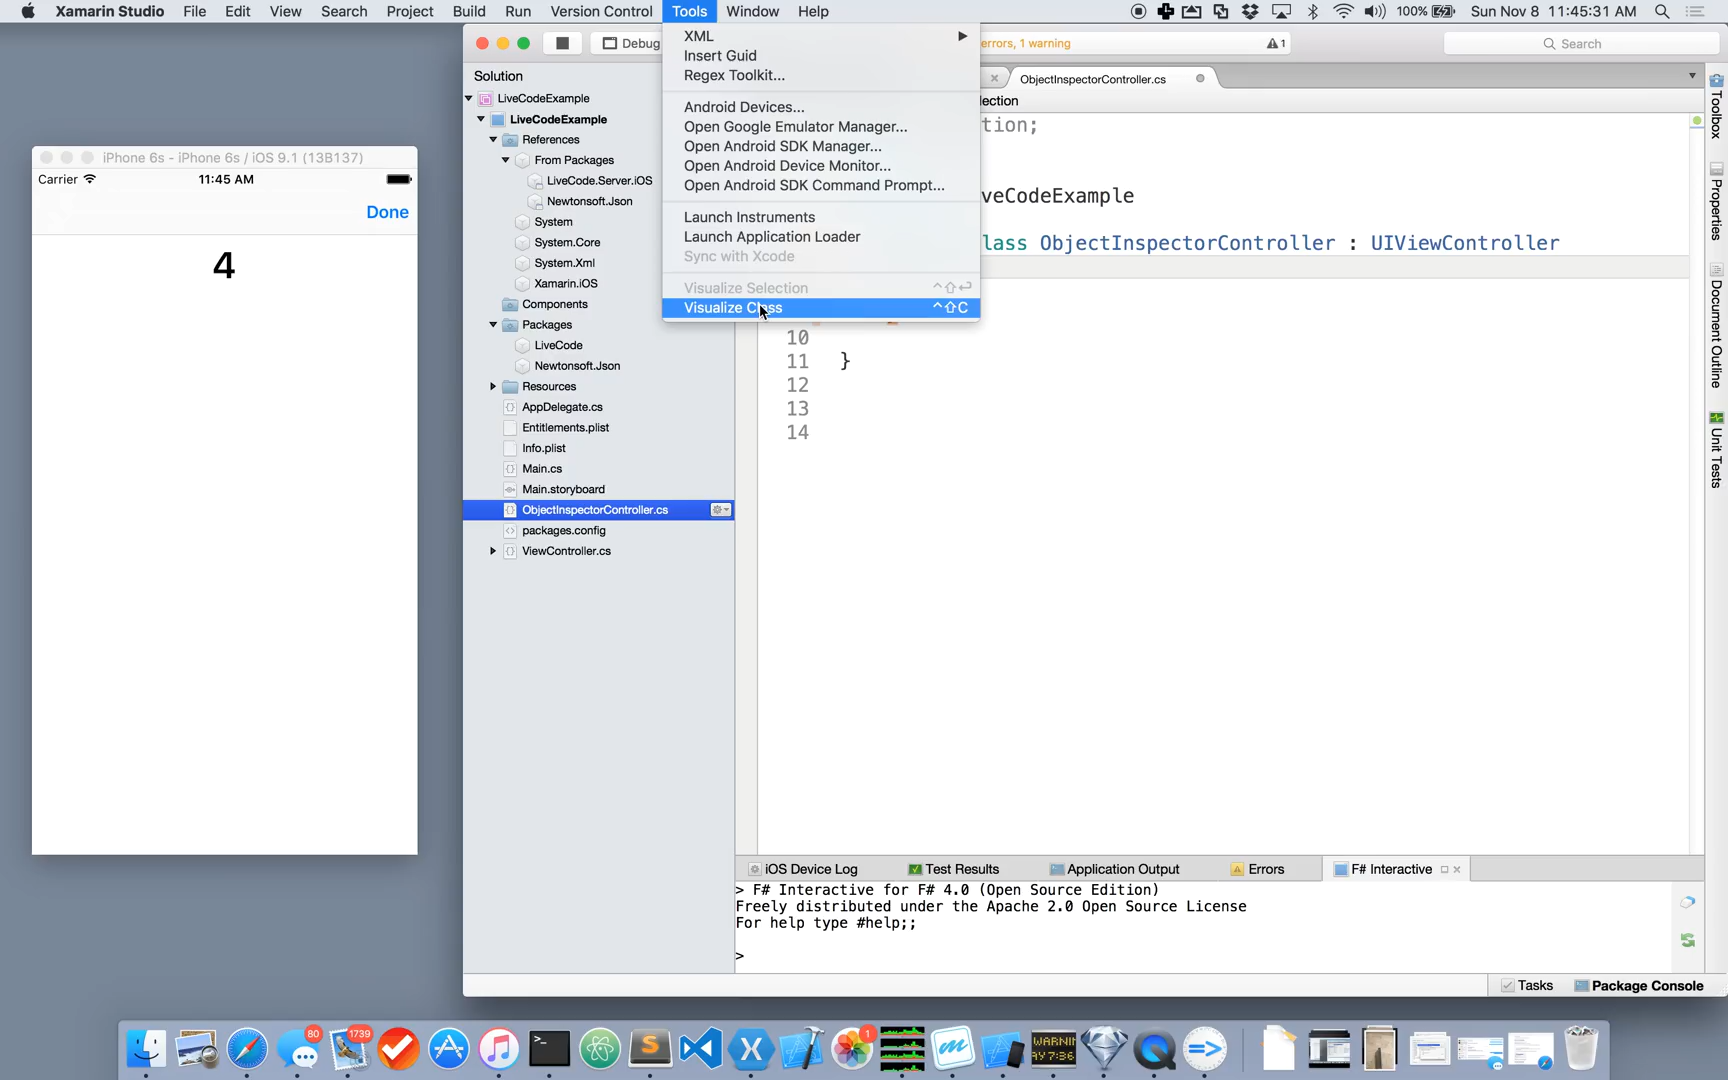 Xamarin Studio File Edit View Search Project Build Run Version Control Tools Window Help 100% Sun Nov 8 11:45:31 AM
Debug
errors, 1 warning
1
Search
iPhone 6s - iPhone 6s / iOS 9.1 (13B137)
Carrier 11:45 AM
Done
4
Solution
LiveCodeExample
LiveCodeExample
References
From Packages
LiveCode.Server.iOS
Newtonsoft.Json
System
System.Core
System.Xml
Xamarin.iOS
Components
Packages
LiveCode
Newtonsoft.Json
Resources
AppDelegate.cs
Entitlements.plist
Info.plist
Main.cs
Main.storyboard
ObjectInspectorController.cs
packages.config
ViewController.cs
XML
Insert Guid
Regex Toolkit...
Android Devices...
Open Google Emulator Manager...
Open Android SDK Manager...
Open Android Device Monitor...
Open Android SDK Command Prompt...
Launch Instruments
Launch Application Loader
Sync with Xcode
Visualize Selection ^⇧↩
Visualize Class ^⇧C
ObjectInspectorController.cs
lection
tion;
veCodeExample
lass ObjectInspectorController : UIViewController
10
11 }
12
13
14
Toolbox
Properties
Document Outline
Unit Tests
iOS Device Log Test Results Application Output Errors F# Interactive
> F# Interactive for F# 4.0 (Open Source Edition)
Freely distributed under the Apache 2.0 Open Source License
For help type #help;;
>
Tasks Package Console
80
1739
1
WARNIN
AY 7:36